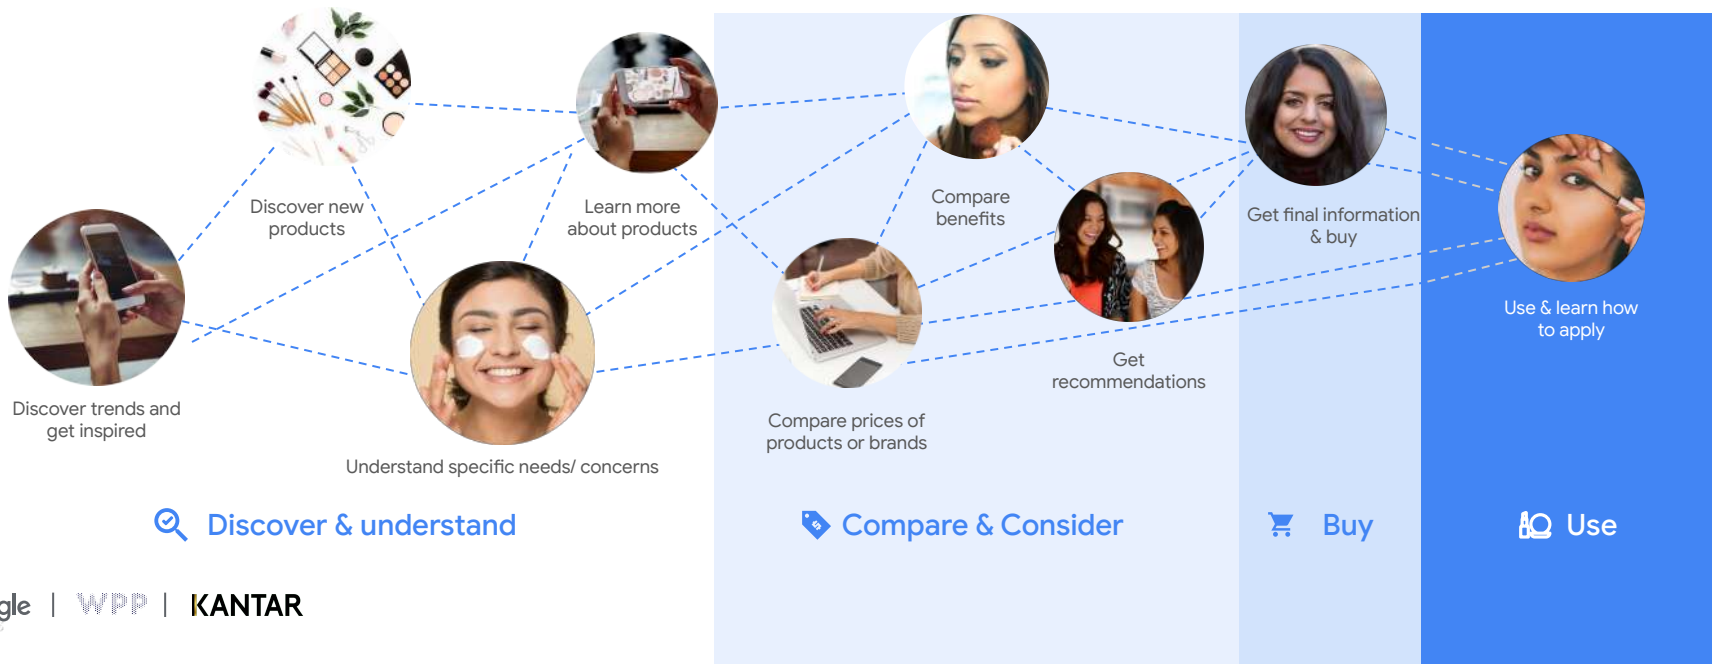 Discover new
products
Learn more
about products
Compare
benefits
Get final information
& buy
Use & learn how
to apply
Get
recommendations
Discover trends and
get inspired
Compare prices of
products or brands
Understand specific needs/ concerns
Discover & understand
Compare & Consider
Buy
Use
gle | WPP | KANTAR